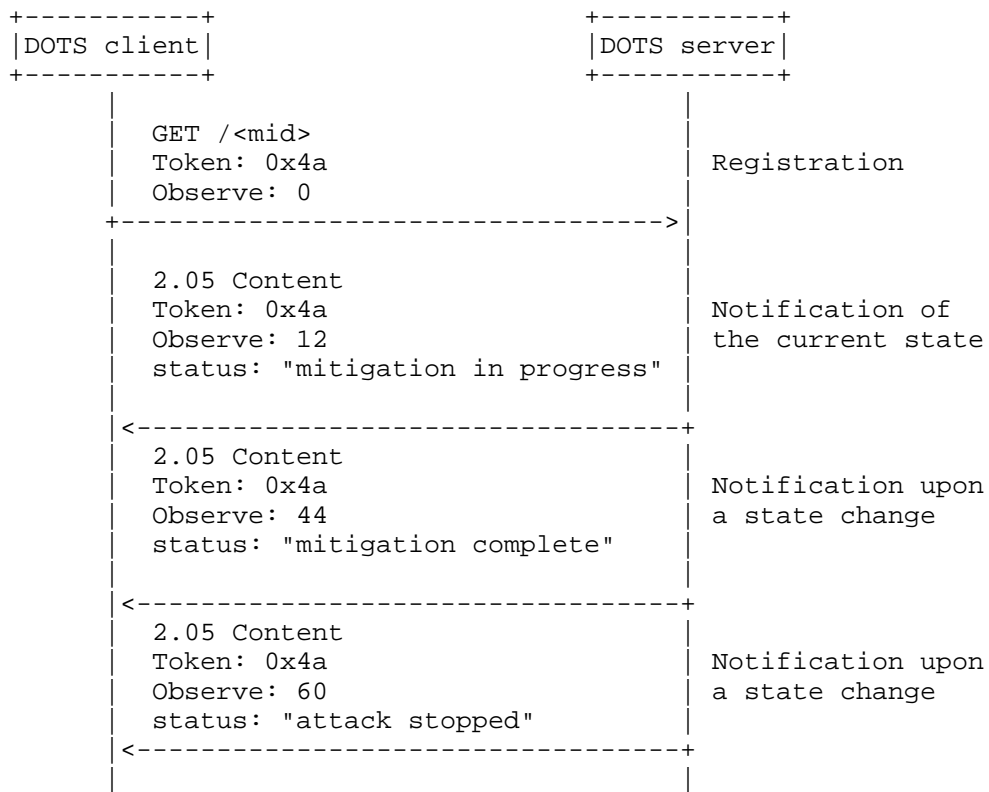 DOTS client DOTS server
GET /<mid>
Token: 0x4a Registration
Observe: 0
2.05 Content
Token: 0x4a Notification of
Observe: 12 the current state
status: "mitigation in progress"
2.05 Content
Token: 0x4a Notification upon
Observe: 44 a state change
status: "mitigation complete"
2.05 Content
Token: 0x4a Notification upon
Observe: 60 a state change
status: "attack stopped"